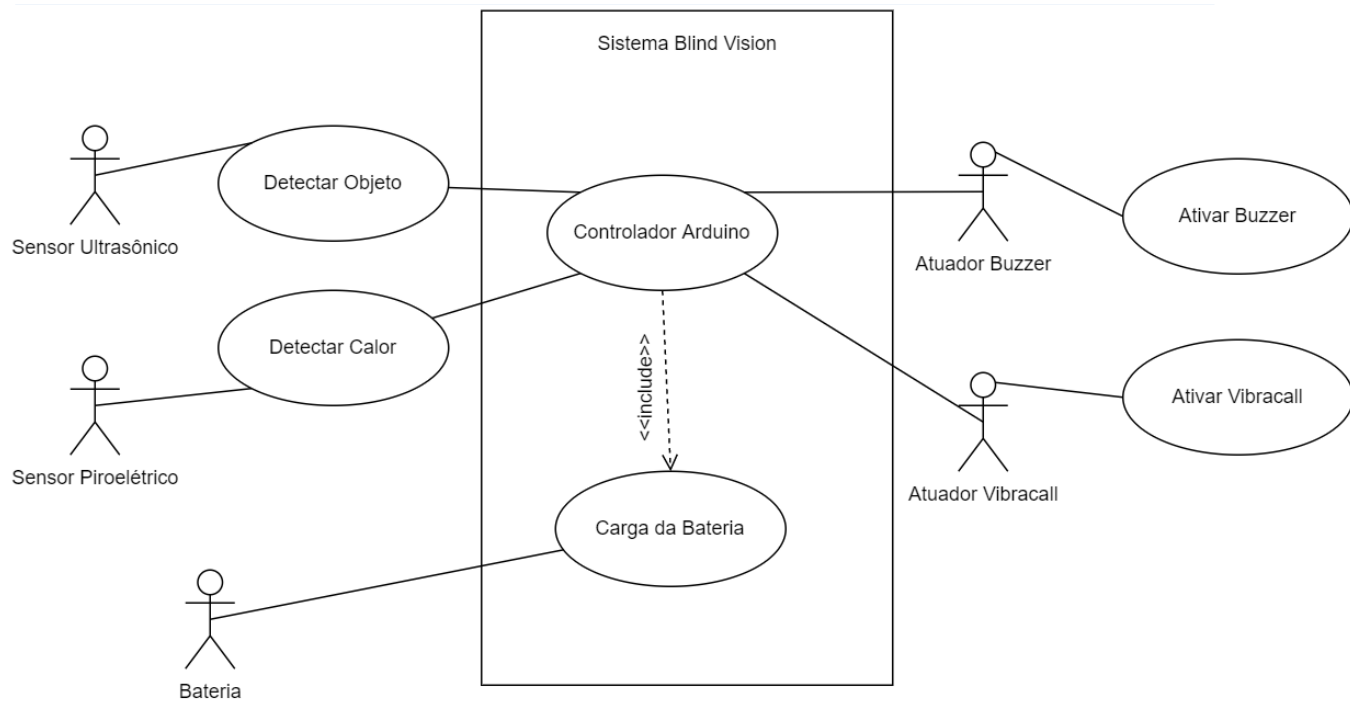 Sistema Blind Vision
Detectar Objeto
Sensor Ultrasônico
Controlador Arduino
Atuador Buzzer
Ativar Buzzer
Detectar Calor
Sensor Piroelétrico
<<include>>
Atuador Vibracall
Ativar Vibracall
Carga da Bateria
Bateria